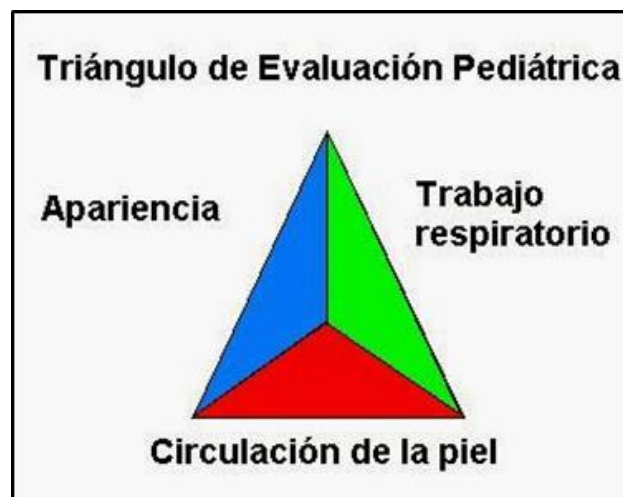 Triángulo de Evaluación Pediátrica
Apariencia
Trabajo
respiratorio
Circulación de la piel